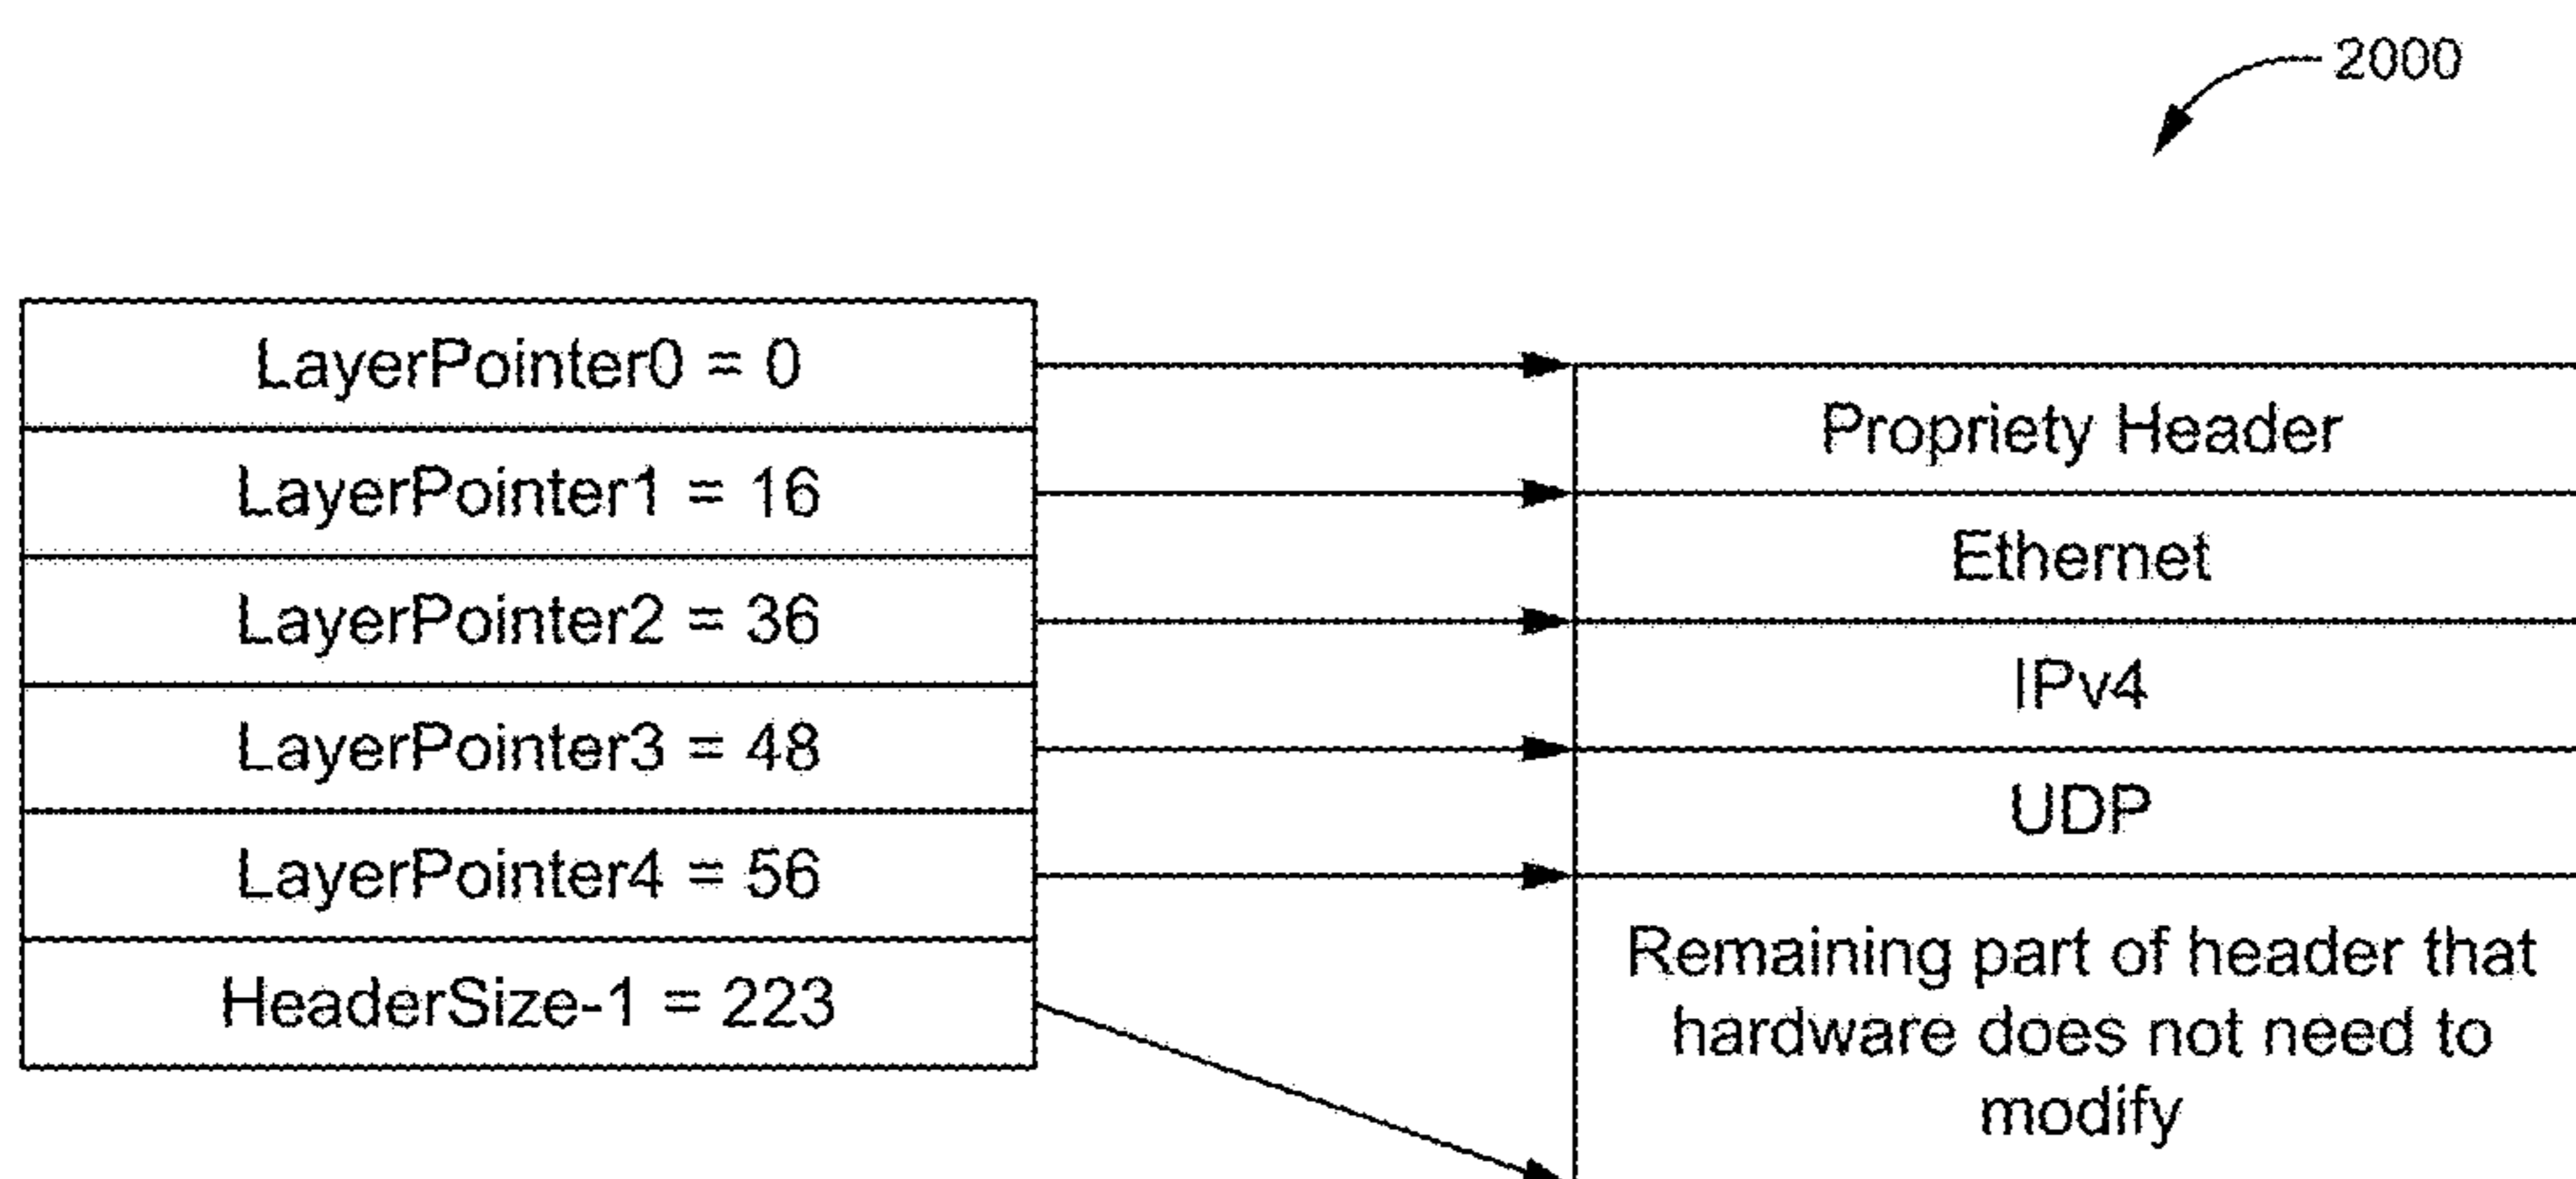 2000
LayerPointer0 = 0
LayerPointer1 = 16
LayerPointer2 = 36
LayerPointer3 = 48
LayerPointer4 = 56
HeaderSize-1 = 223
Propriety Header
Ethernet
IPv4
UDP
Remaining part of header that
hardware does not need to
modify